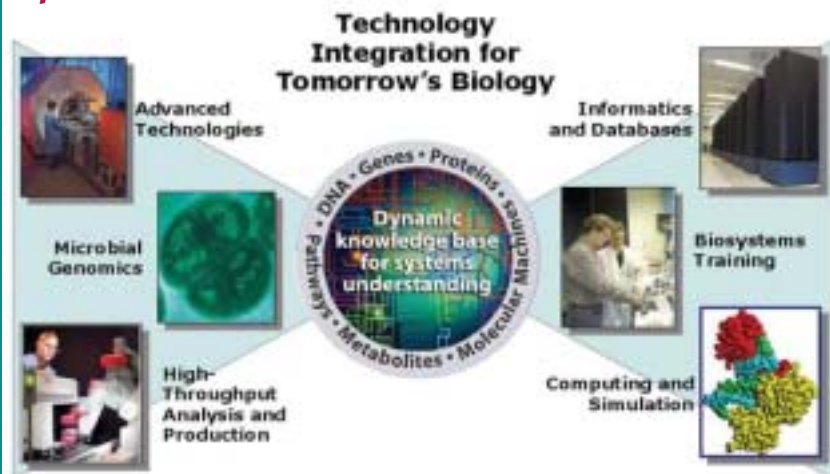 Technology
Integration for
Tomorrow's Biology
Advanced
Technologies
Informatics
and Databases
Microbial
Genomics
DNA • Genes • Proteins • Molecular Machines • Metabolites • Pathways •
Dynamic
knowledge base
for systems
understanding
Biosystems
Training
High-
Throughput
Analysis and
Production
Computing and
Simulation